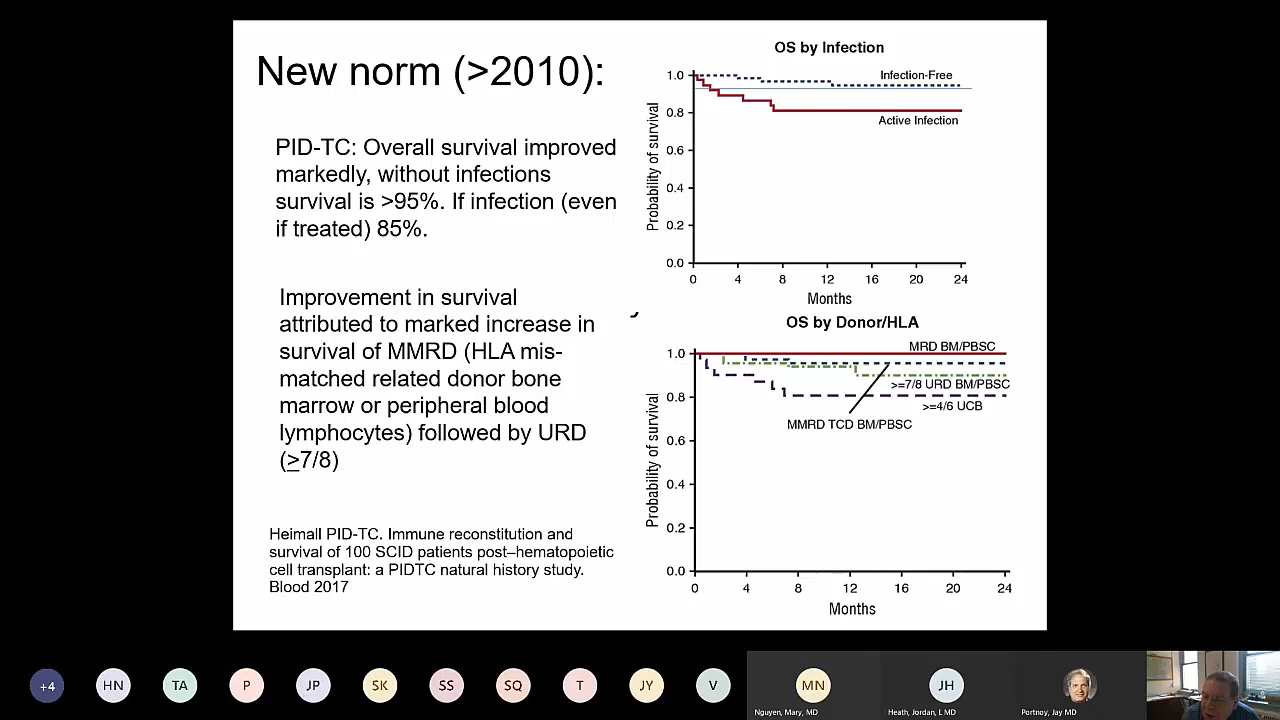 New norm (>2010):
PID-TC: Overall survival improved
markedly, without infections
survival is >95%. If infection (even
if treated) 85%.
Improvement in survival
attributed to marked increase in
survival of MMRD (HLA mis-
matched related donor bone
marrow or peripheral blood
lymphocytes) followed by URD
(>7/8)
Heimall PID-TC. Immune reconstitution and
survival of 100 SCID patients post–hematopoietic
cell transplant: a PIDTC natural history study.
Blood 2017
OS by Infection
Probability of survival
1.0
0.8
0.6
0.4
0.2
0.0
Infection-Free
Active Infection
0 4 8 12 16 20 24
Months
OS by Donor/HLA
Probability of survival
1.0
0.8
0.6
0.4
0.2
0.0
MRD BM/PBSC
>=7/8 URD BM/PBSC
>=4/6 UCB
MMRD TCD BM/PBSC
0 4 8 12 16 20 24
Months
+4 HN TA P JP SK SS SQ T JY V MN JH
Nguyen, Mary, MD
Heath, Jordan, L MD
Portnoy, Jay MD